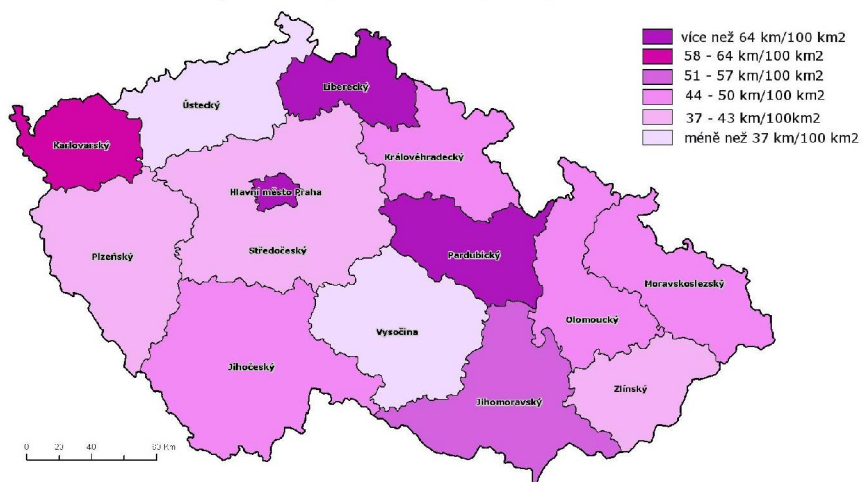 více než 64 km/100 km2
58 - 64 km/100 km2
51 - 57 km/100 km2
44 - 50 km/100 km2
37 - 43 km/100km2
méně než 37 km/100 km2
Liberecký
Ústecký
Karlovarský
Královéhradecký
Hlavní město Praha
Středočeský
Plzeňský
Pardubický
Moravskoslezský
Olomoucký
Vysočina
Jihočeský
Zlínský
Jihomoravský
0 20 40 80 Km